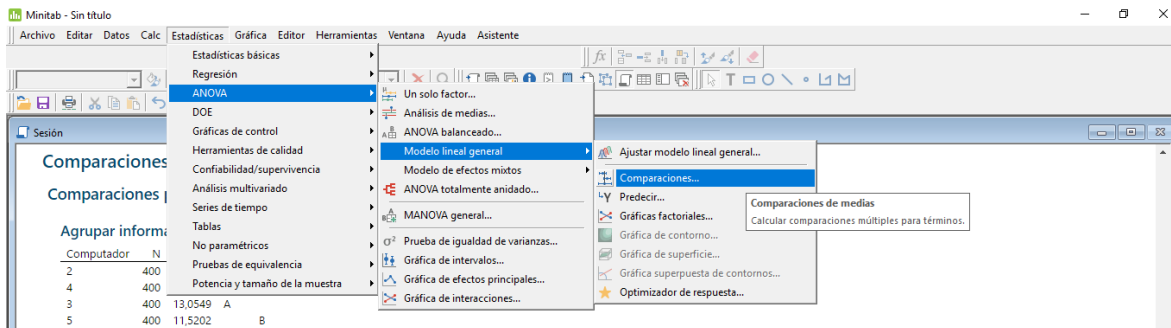 Minitab - Sin título
Archivo Editar Datos Calc Estadísticas Gráfica Editor Herramientas Ventana Ayuda Asistente
Estadísticas básicas
Regresión
ANOVA
DOE
Gráficas de control
Herramientas de calidad
Confiabilidad/supervivencia
Análisis multivariado
Series de tiempo
Tablas
No paramétricos
Pruebas de equivalencia
Potencia y tamaño de la muestra
Un solo factor...
Análisis de medias...
ANOVA balanceado...
Modelo lineal general
Modelo de efectos mixtos
ANOVA totalmente anidado...
MANOVA general...
Prueba de igualdad de varianzas...
Gráfica de intervalos...
Gráfica de efectos principales...
Gráfica de interacciones...
Ajustar modelo lineal general...
Comparaciones...
Predecir...
Gráficas factoriales...
Gráfica de contorno...
Gráfica de superficie...
Gráfica superpuesta de contornos...
Optimizador de respuesta...
Comparaciones de medias
Calcular comparaciones múltiples para términos.
Sesión
Comparaciones
Comparaciones
Agrupar informa
Computador N
2 400
4 400
3 400 13,0549 A
5 400 11,5202 B